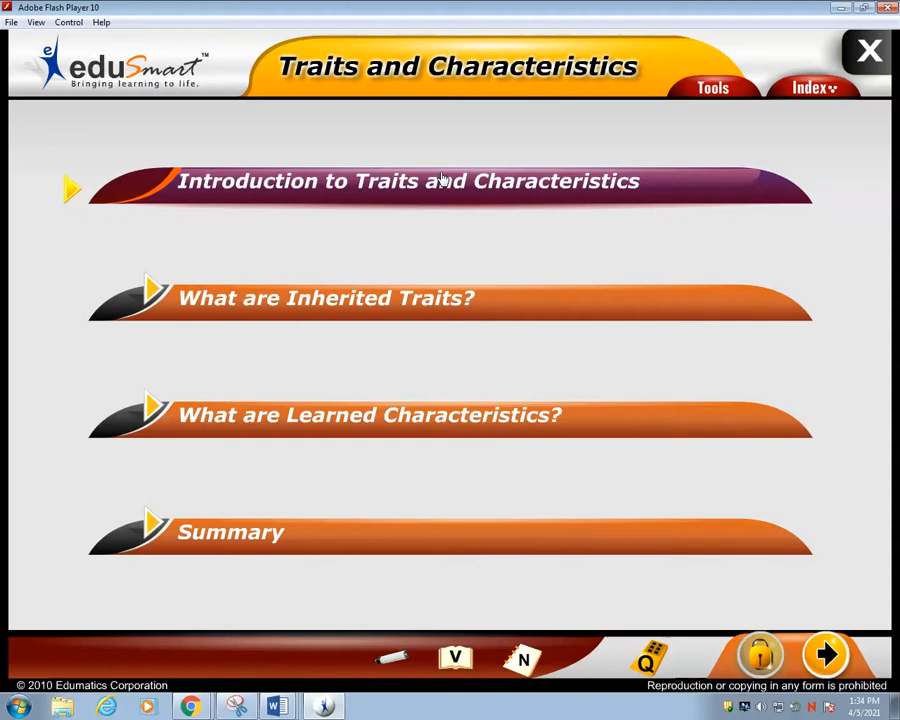 Adobe Flash Player 10
File View Control Help
eduSmart™
Bringing learning to life.
Traits and Characteristics
X
Tools
Index
Introduction to Traits and Characteristics
What are Inherited Traits?
What are Learned Characteristics?
Summary
V
N
Q
© 2010 Edumatics Corporation
Reproduction or copying in any form is prohibited
1:34 PM
4/5/2021